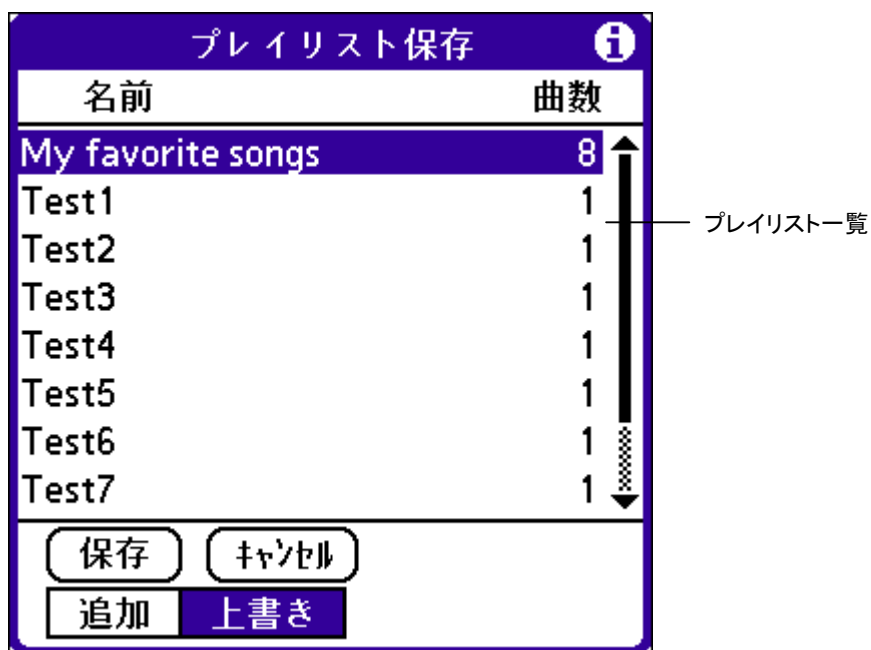 プレイリスト保存
名前 曲数
My favorite songs 8
Test1 1
プレイリスト一覧
Test2 1
Test3 1
Test4 1
Test5 1
Test6 1
Test7 1
保存 ｷｬﾝｾﾙ
追加 上書き